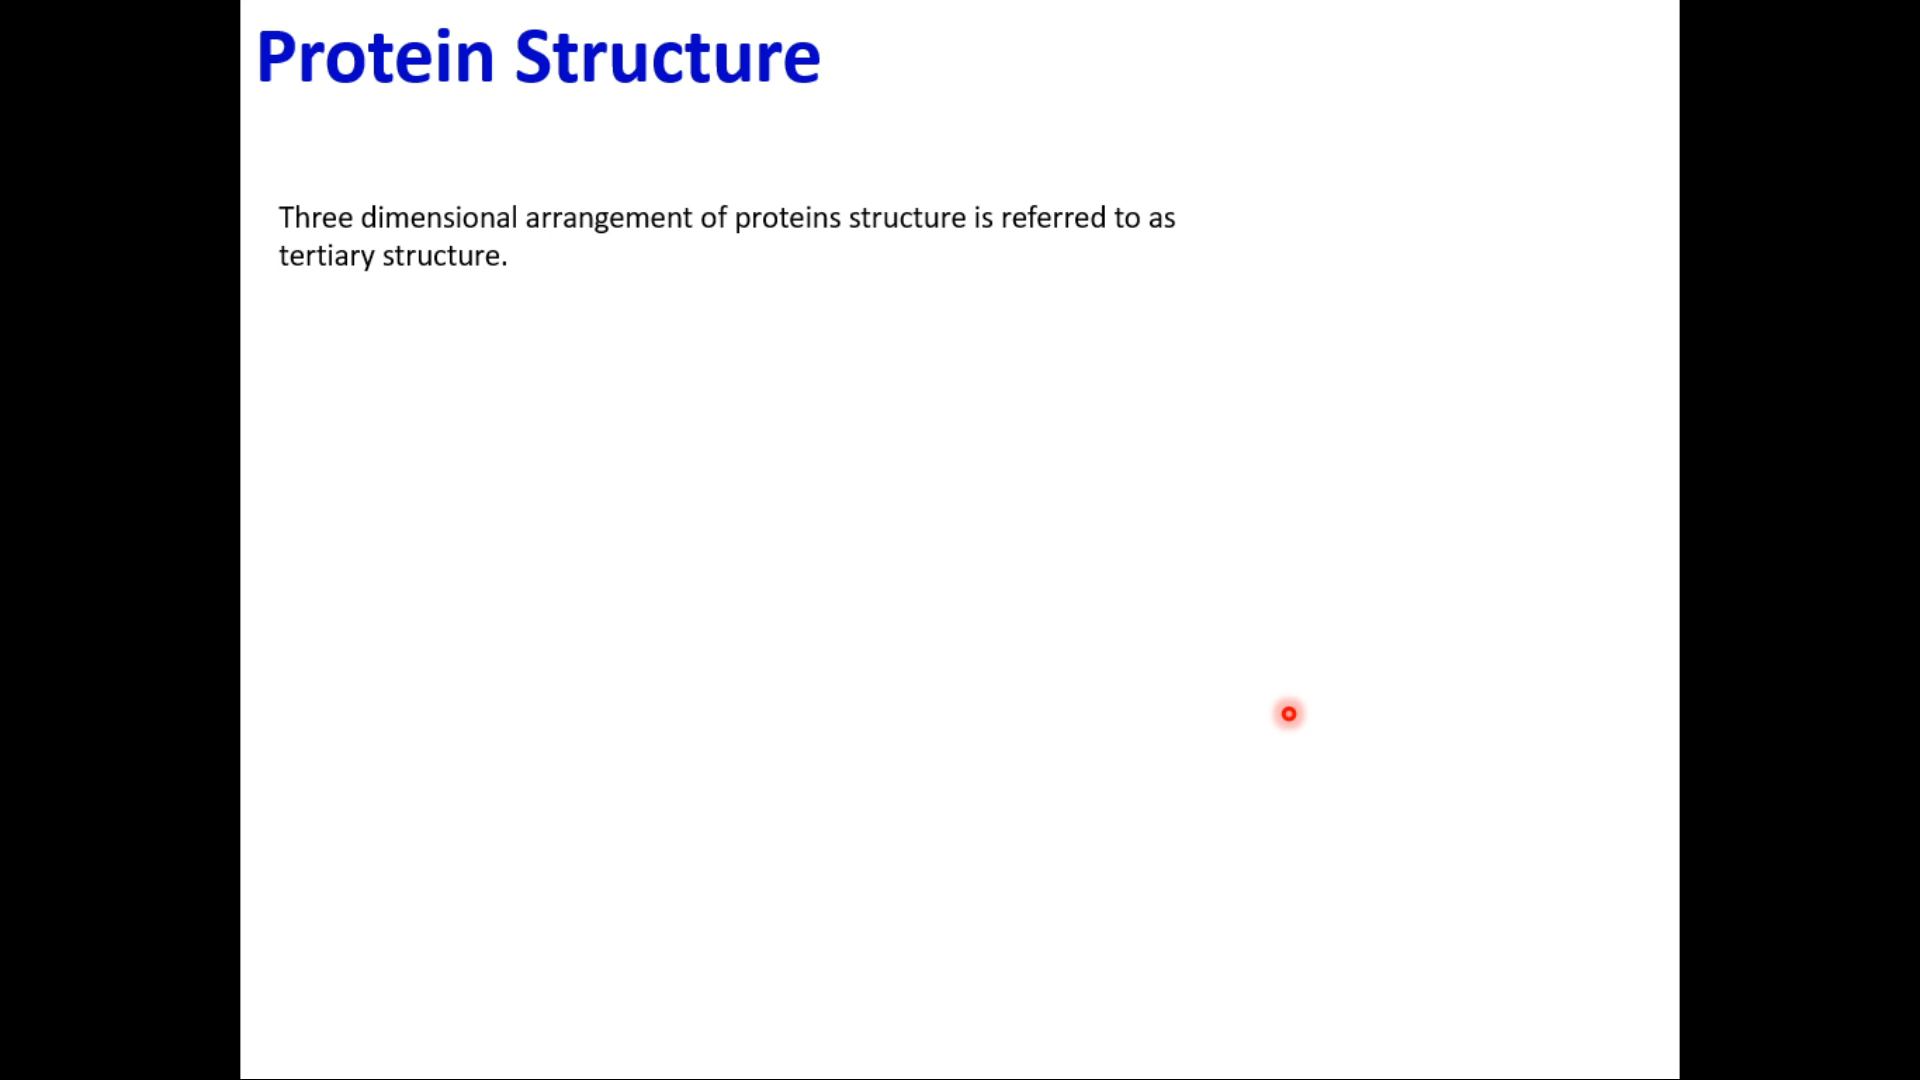 Protein Structure
Three dimensional arrangement of proteins structure is referred to as
tertiary structure.